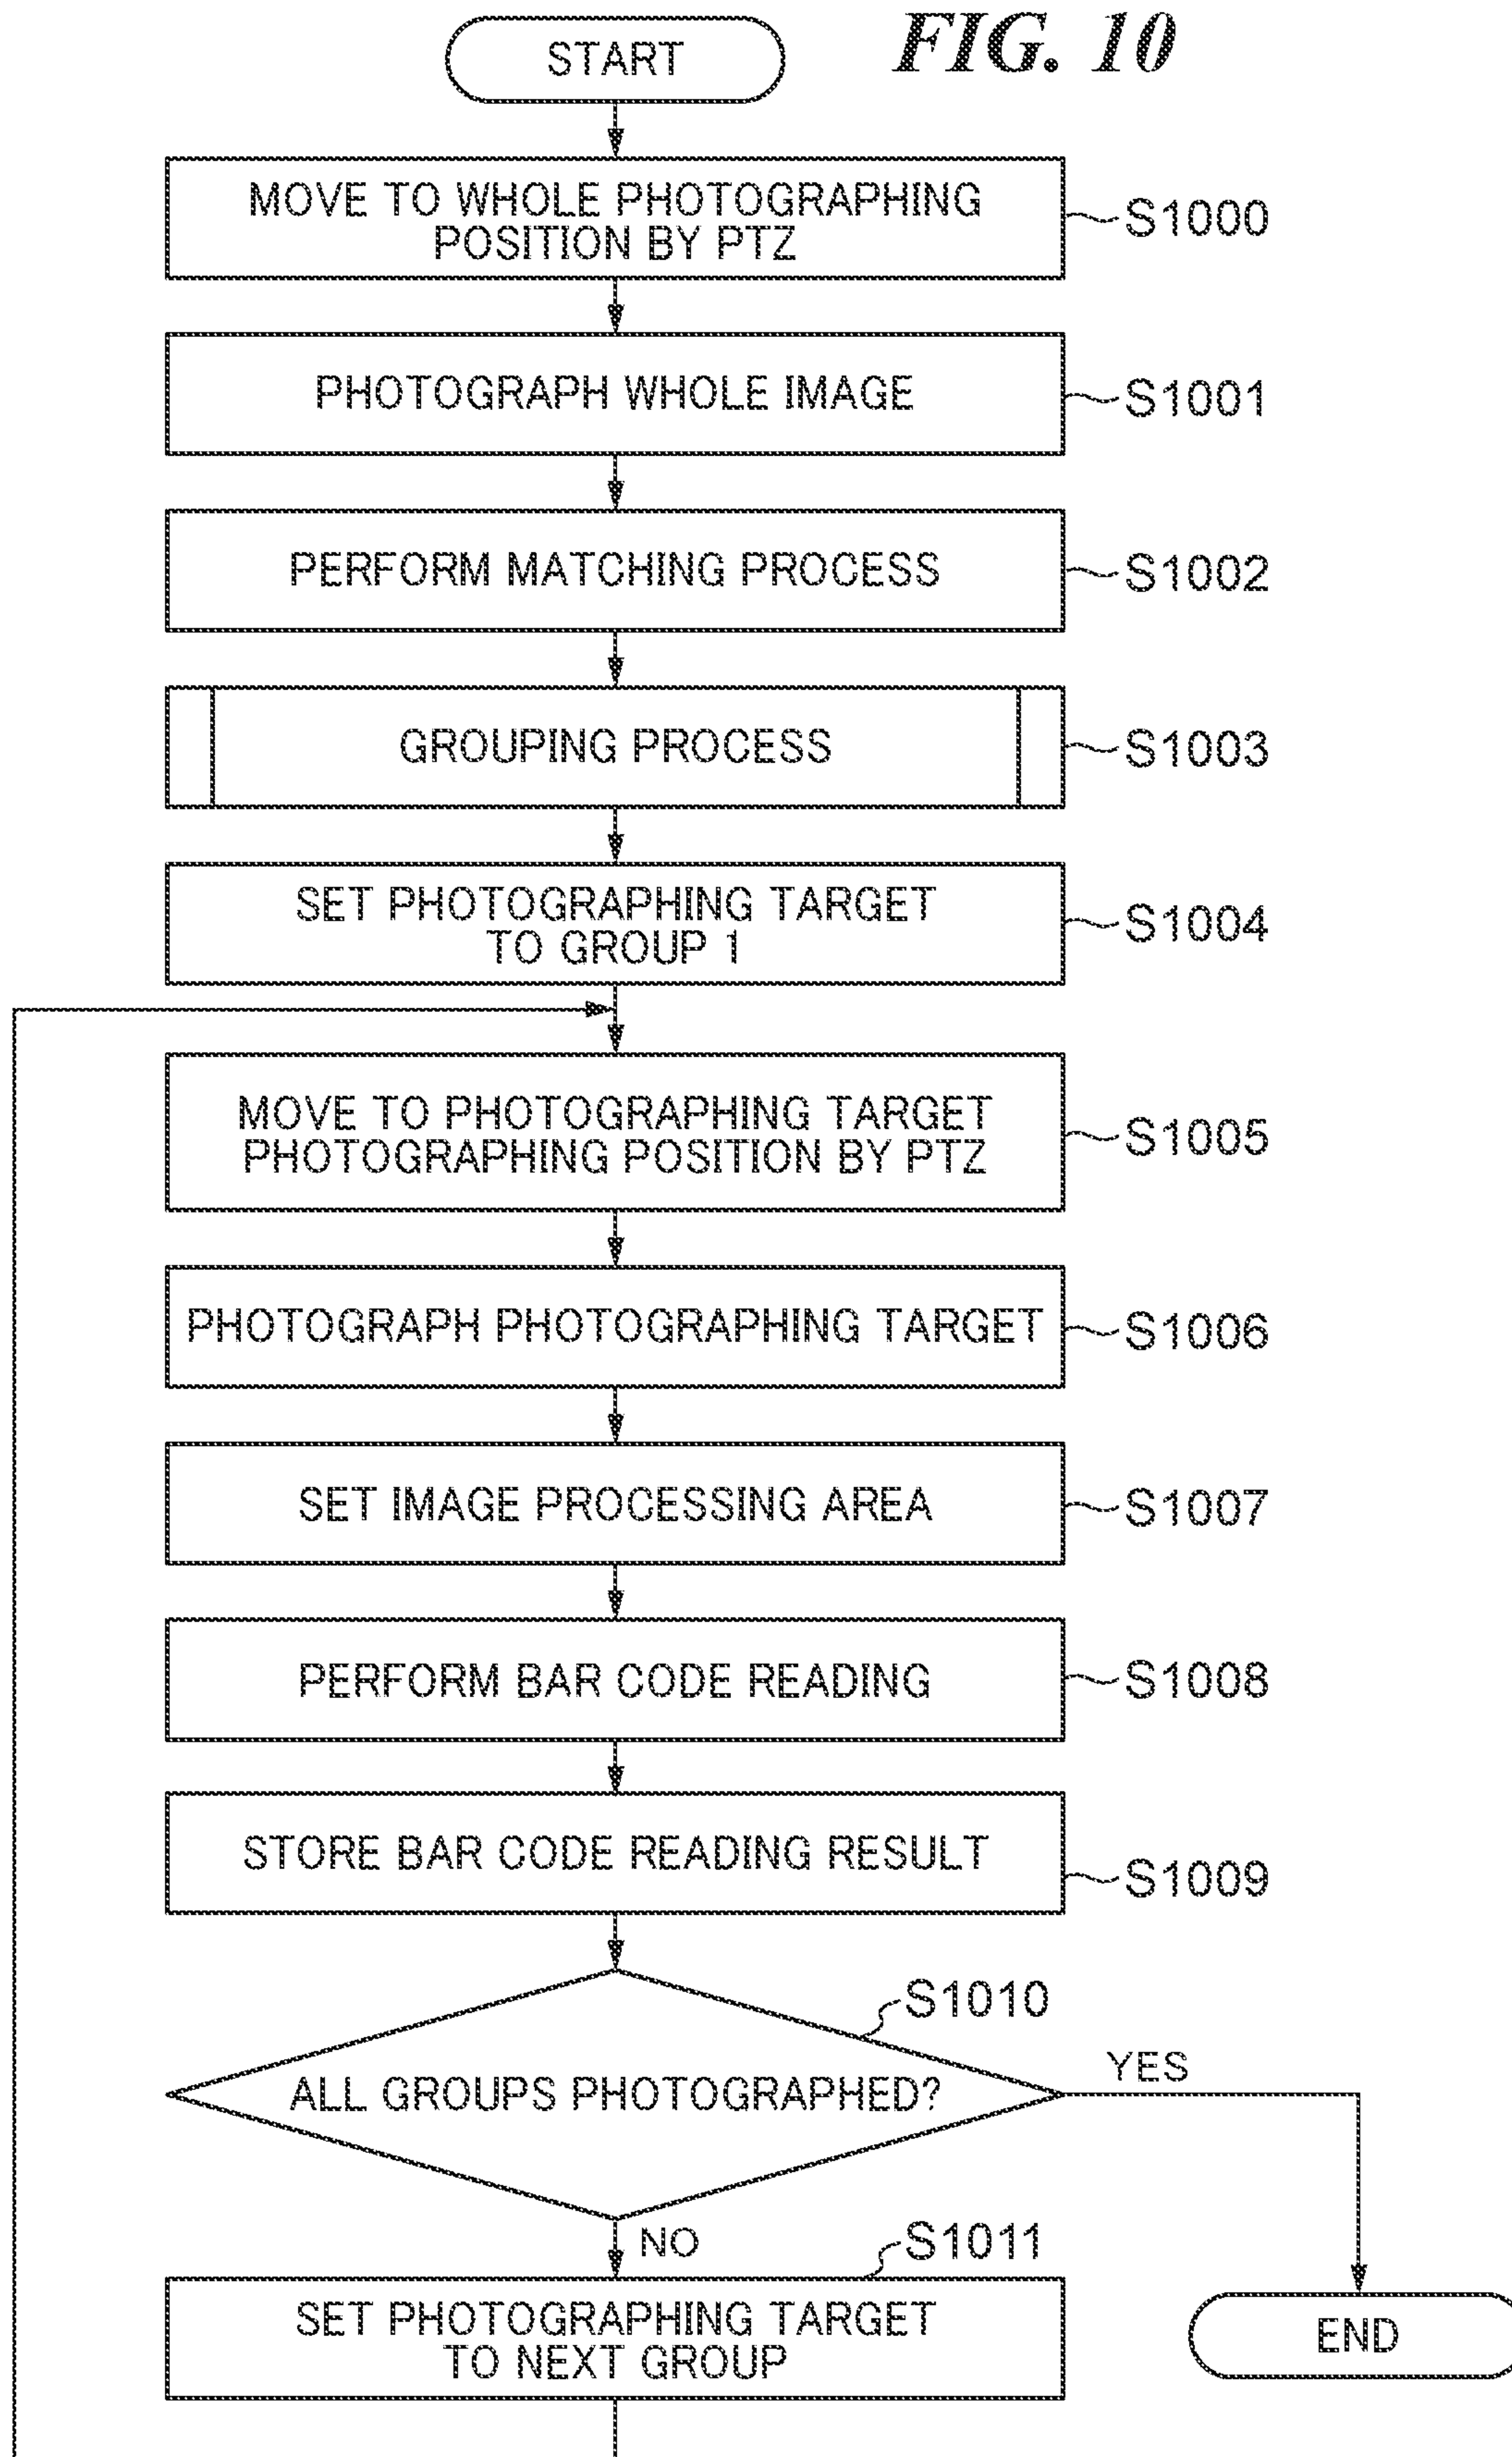 FIG. 10
START
MOVE TO WHOLE PHOTOGRAPHING
POSITION BY PTZ
S1000
PHOTOGRAPH WHOLE IMAGE
S1001
PERFORM MATCHING PROCESS
S1002
GROUPING PROCESS
S1003
SET PHOTOGRAPHING TARGET
TO GROUP 1
S1004
MOVE TO PHOTOGRAPHING TARGET
PHOTOGRAPHING POSITION BY PTZ
S1005
PHOTOGRAPH PHOTOGRAPHING TARGET
S1006
SET IMAGE PROCESSING AREA
S1007
PERFORM BAR CODE READING
S1008
STORE BAR CODE READING RESULT
S1009
S1010
ALL GROUPS PHOTOGRAPHED?
YES
NO
S1011
SET PHOTOGRAPHING TARGET
TO NEXT GROUP
END